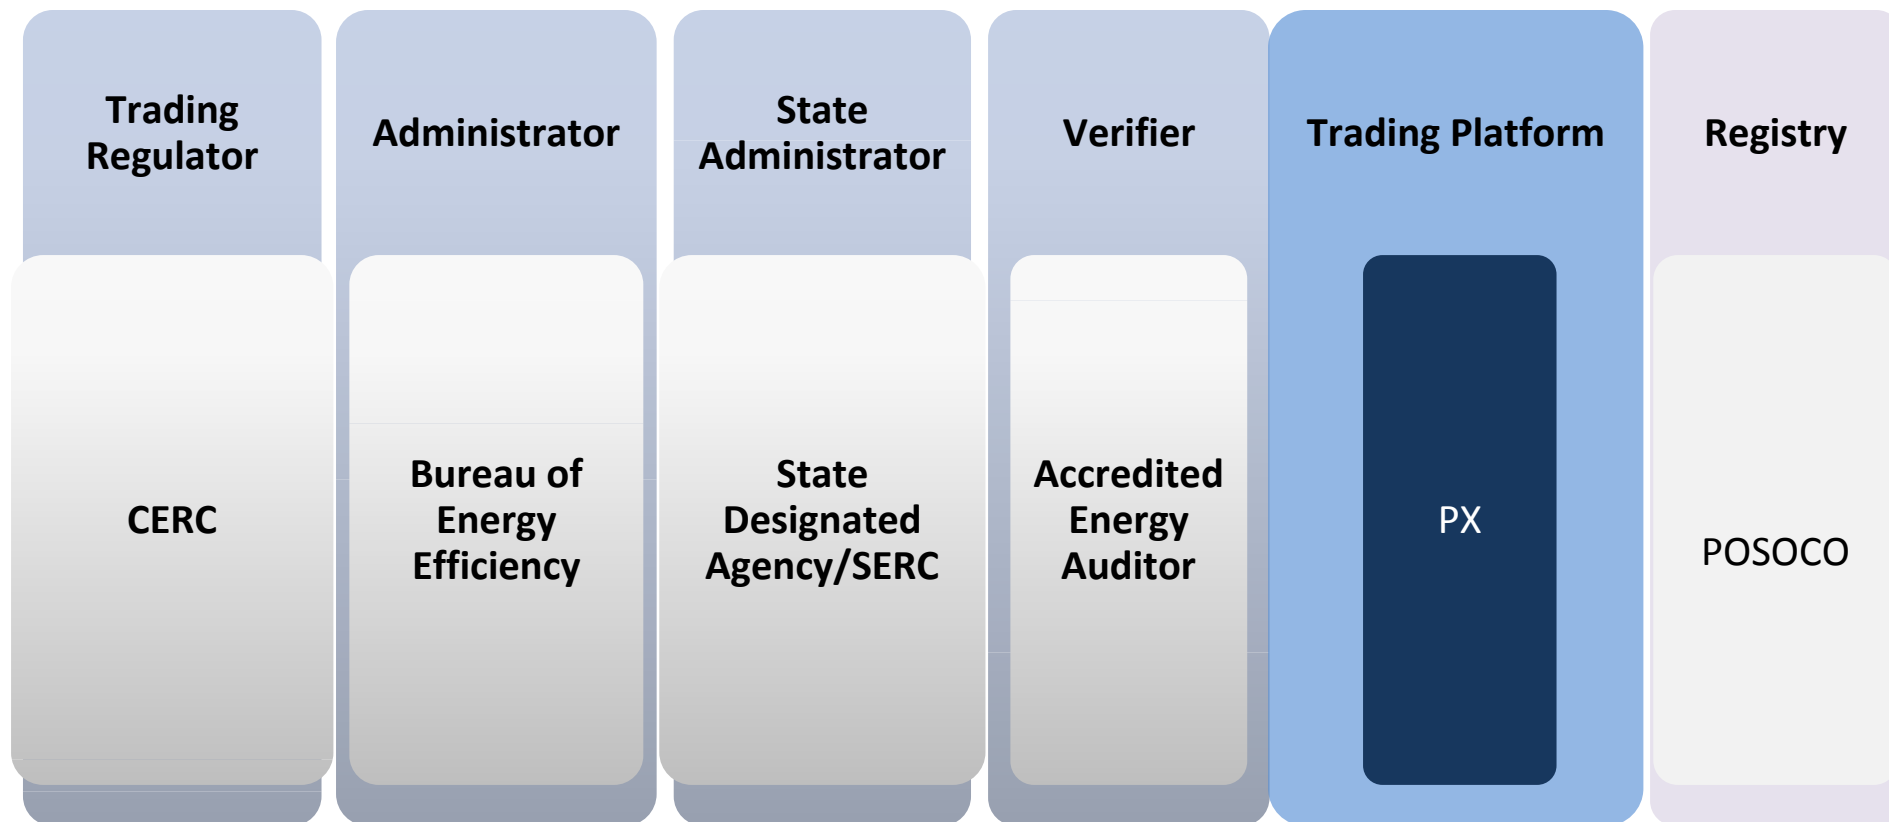 Trading
Regulator
Administrator
State
Administrator
Verifier
Trading Platform
Registry
CERC
Bureau of
Energy
Efficiency
State
Designated
Agency/SERC
Accredited
Energy
Auditor
PX
POSOCO